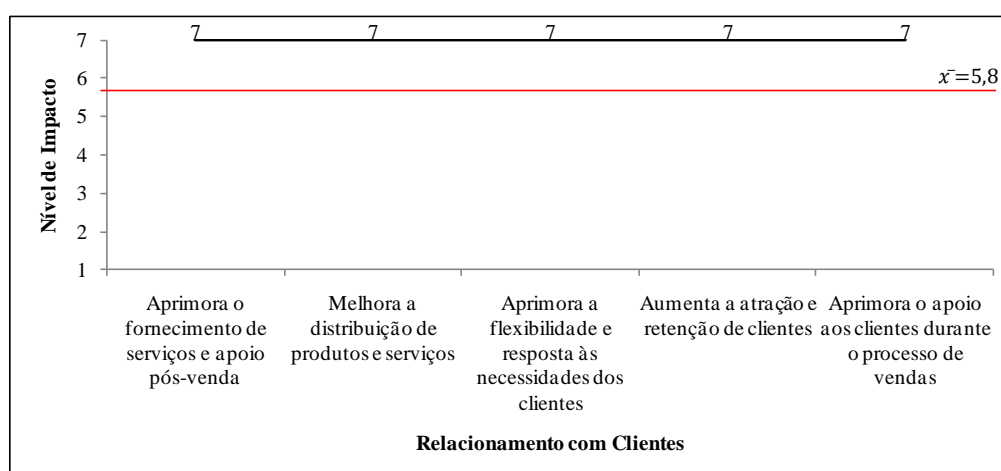 7 7 7 7 7
7
6
5
4
3
2
1
x̄=5,8
Nível de Impacto
Aprimora o
fornecimento de
serviços e apoio
pós-venda
Melhora a
distribuição de
produtos e serviços
Aprimora a
flexibilidade e
resposta às
necessidades dos
clientes
Aumenta a atração e
retenção de clientes
Aprimora o apoio
aos clientes durante
o processo de
vendas
Relacionamento com Clientes